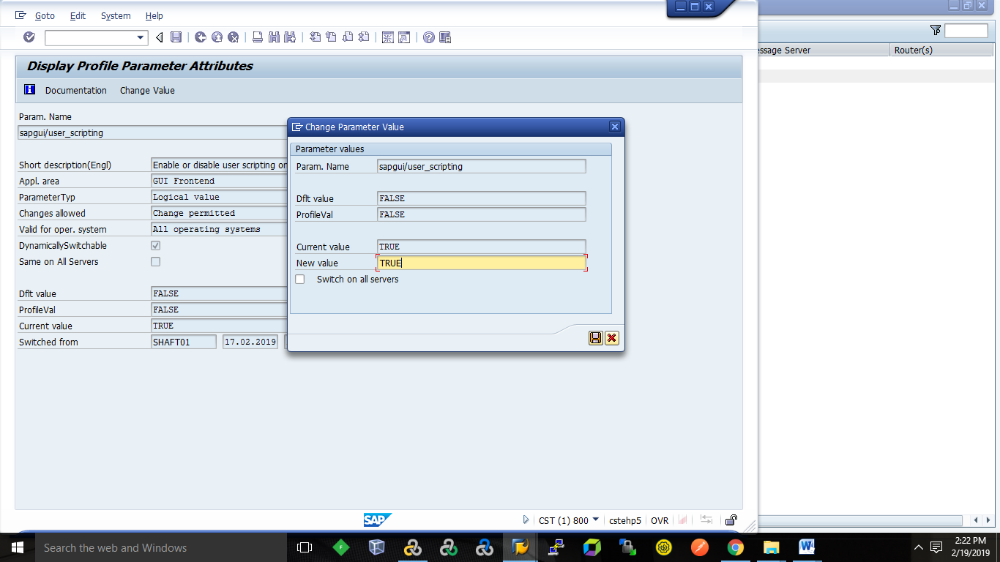 Goto Edit System Help
essage Server Router(s)
Display Profile Parameter Attributes
Documentation Change Value
Param. Name
sapgui/user_scripting
Short description(Engl) Enable or disable user scripting on
Appl. area GUI Frontend
ParameterTyp Logical value
Changes allowed Change permitted
Valid for oper. system All operating systems
DynamicallySwitchable
Same on All Servers
Dflt value FALSE
ProfileVal FALSE
Current value TRUE
Switched from SHAFT01 17.02.2019
Change Parameter Value
Parameter values
Param. Name sapgui/user_scripting
Dflt value FALSE
ProfileVal FALSE
Current value TRUE
New value TRUE
Switch on all servers
SAP
CST (1) 800 cstehp5 OVR
Search the web and Windows
2:22 PM
2/19/2019